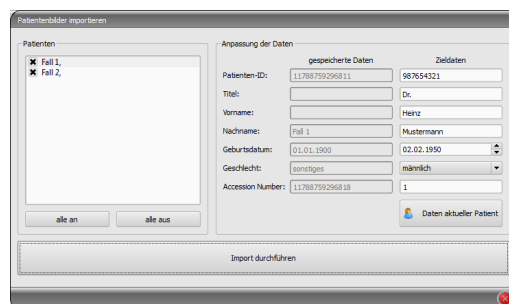 Patientenbilder importieren
Patienten
Fall 1,
Fall 2,
alle an
alle aus
Anpassung der Daten
gespeicherte Daten
Zieldaten
Patienten-ID:
11788759296811
987654321
Titel:
Dr.
Vorname:
Heinz
Nachname:
Fall 1
Mustermann
Geburtsdatum:
01.01.1900
02.02.1950
Geschlecht:
sonstiges
männlich
Accession Number:
11788759296818
1
Daten aktueller Patient
Import durchführen